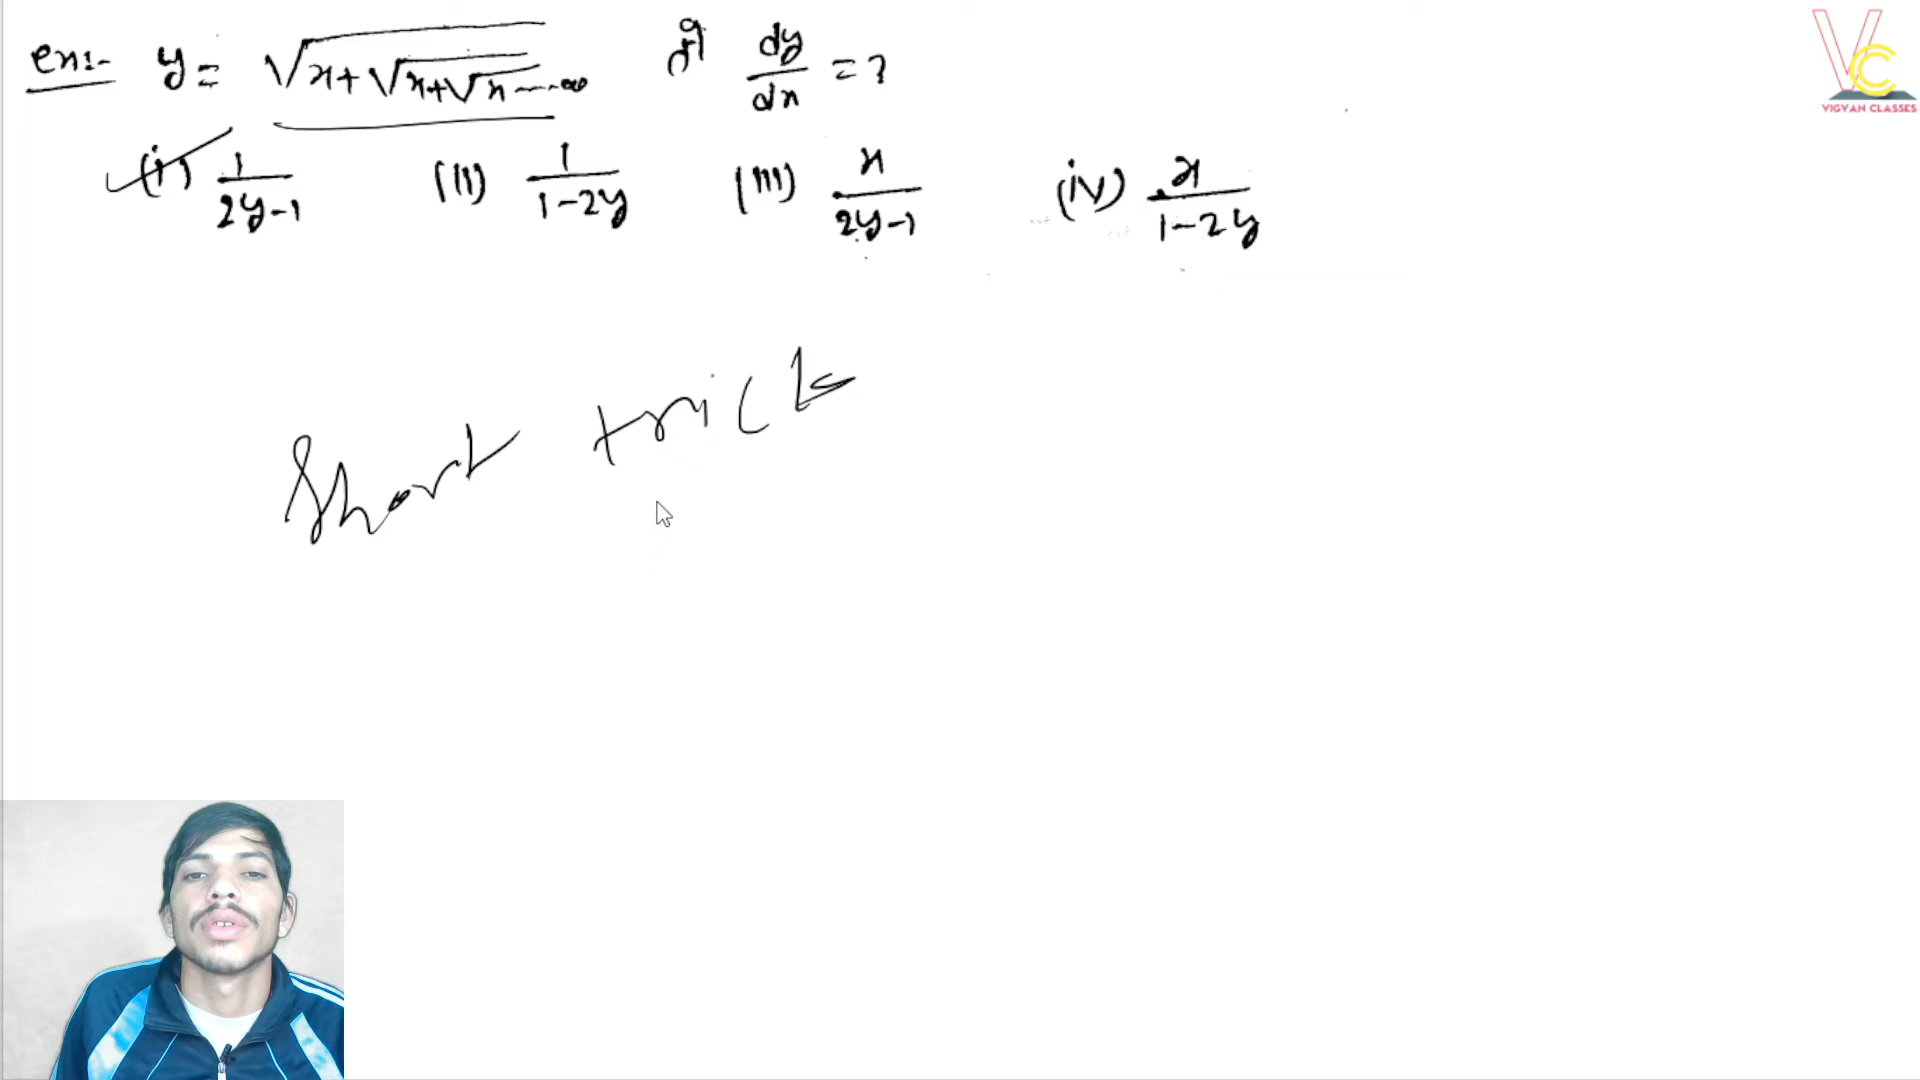 ex:- y = √x+√x+√x----∞ तो dy/dx = ?
(i) 1/2y-1 (ii) 1/1-2y (iii) x/2y-1 (iv) x/1-2y
Short trick
VC
VIGYAN CLASSES